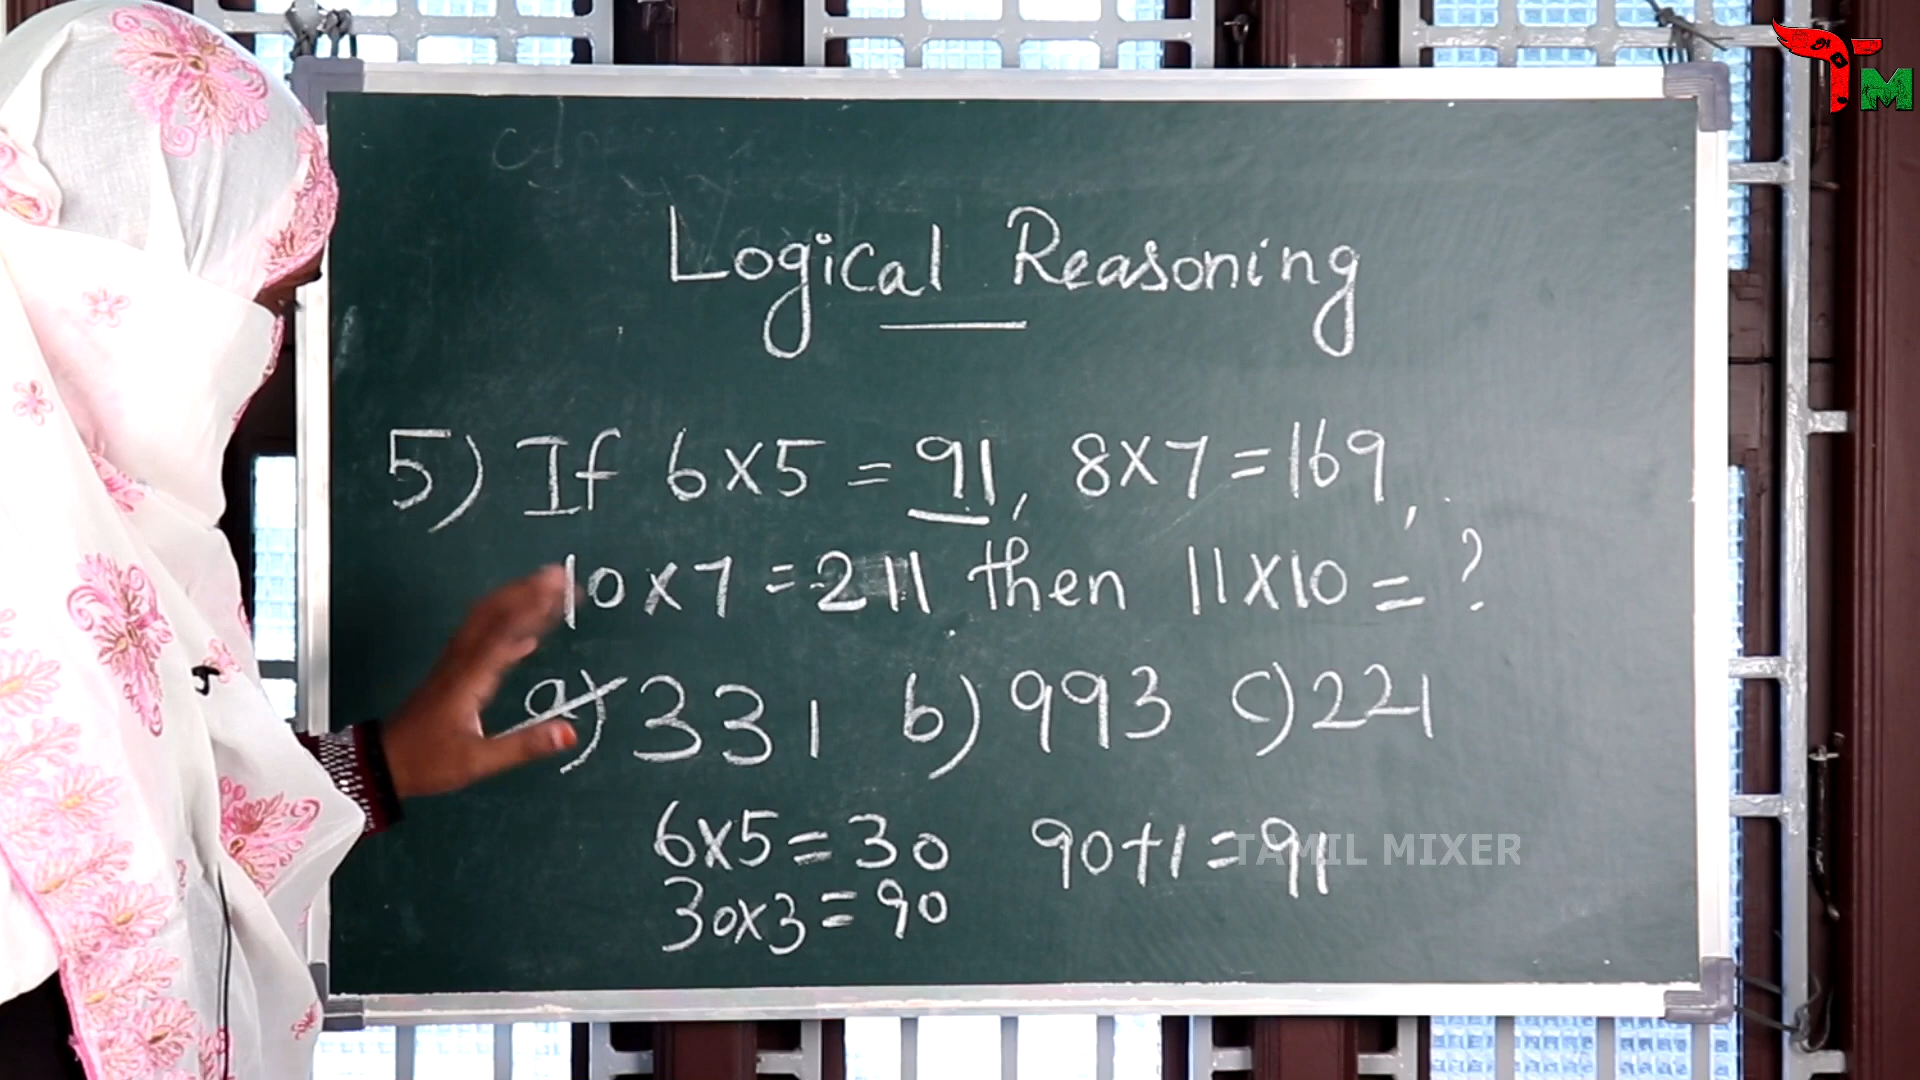 TM
Logical Reasoning
5) If 6x5 = 91, 8x7 = 169,
10x7 = 211 then 11x10 = ?
a) 331 b) 993 c) 221
6x5 = 30 90+1 = 91
30x3 = 90
TAMIL MIXER